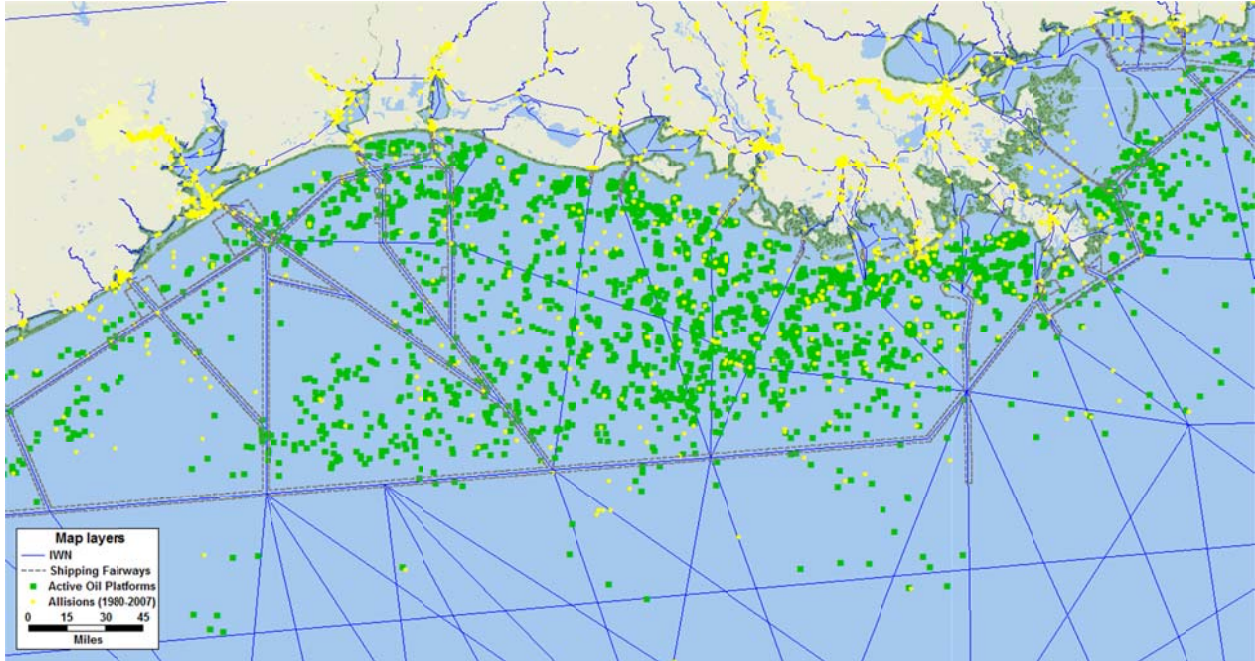 Map layers
IWN
Shipping Fairways
Active Oil Platforms
Allisions (1980-2007)
0 15 30 45
Miles